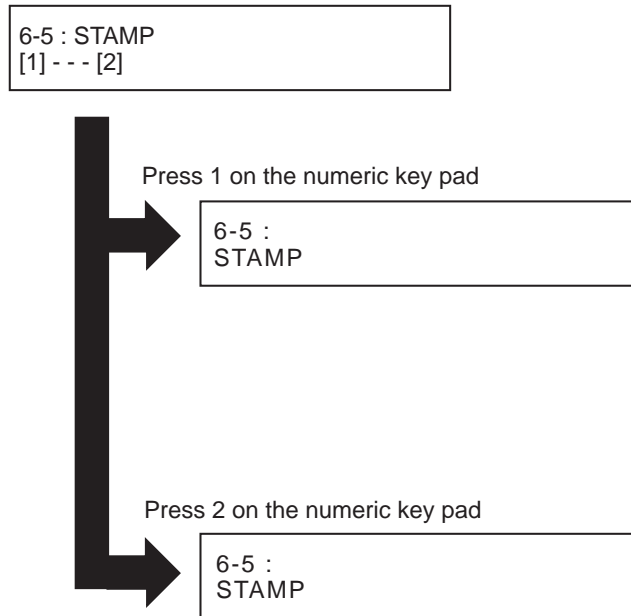 6-5 : STAMP
[1] - - - [2]
Press 1 on the numeric key pad
6-5 :
STAMP
Press 2 on the numeric key pad
6-5 :
STAMP